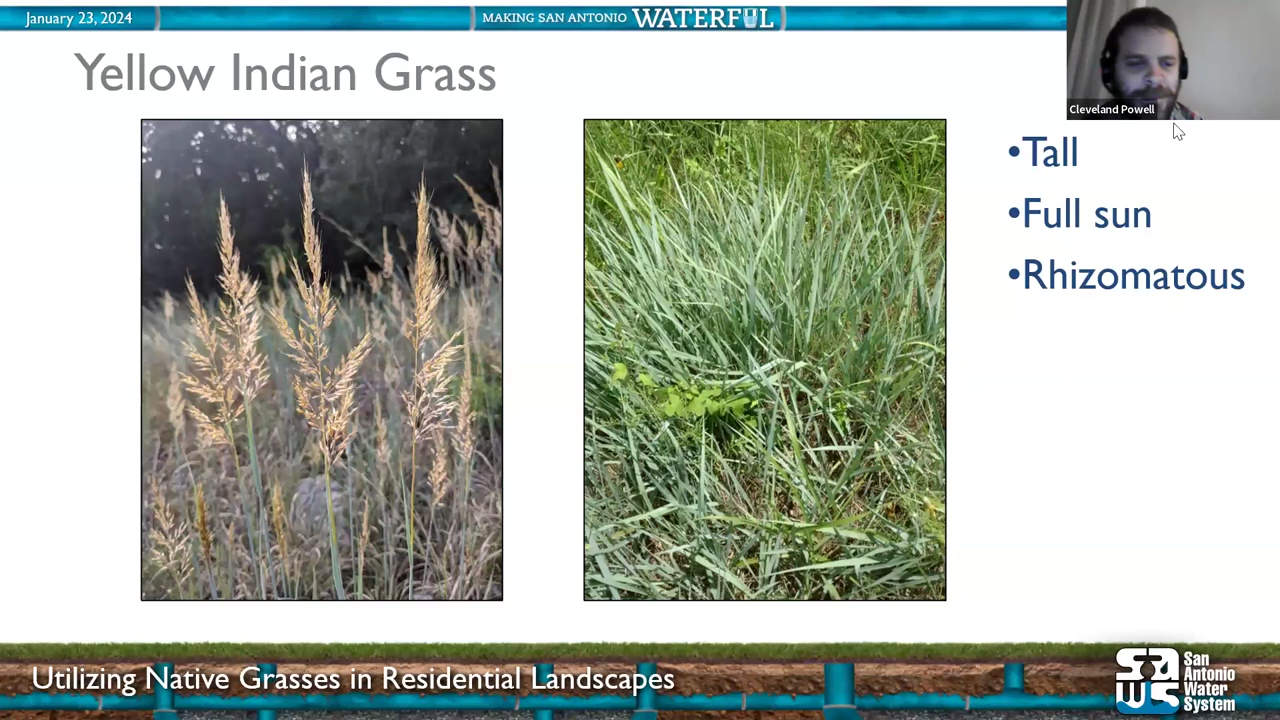 January 23, 2024
MAKING SAN ANTONIO WATERFUL
Yellow Indian Grass
Cleveland Powell
•Tall
•Full sun
•Rhizomatous
Utilizing Native Grasses in Residential Landscapes
SAWS
San
Antonio
Water
System